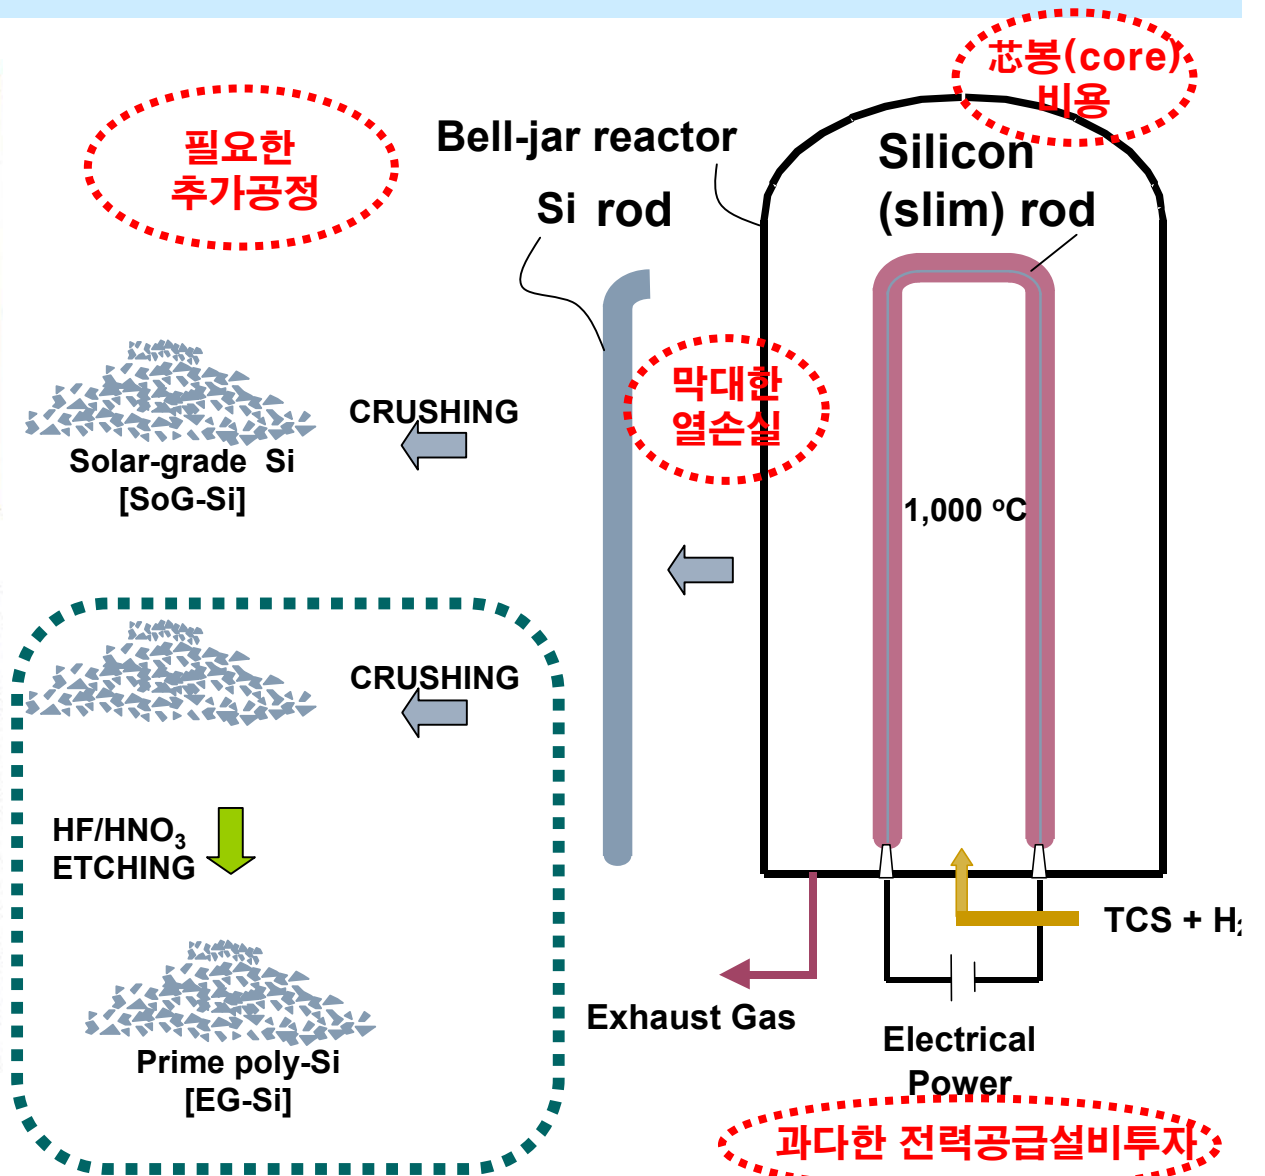 芯봉(core)
비용
필요한
추가공정
Bell-jar reactor
Silicon
(slim) rod
Si rod
막대한
열손실
CRUSHING
Solar-grade Si
[SoG-Si]
1,000 ºC
CRUSHING
HF/HNO₃
ETCHING
TCS + H₂
Exhaust Gas
Electrical
Power
Prime poly-Si
[EG-Si]
과다한 전력공급설비투자